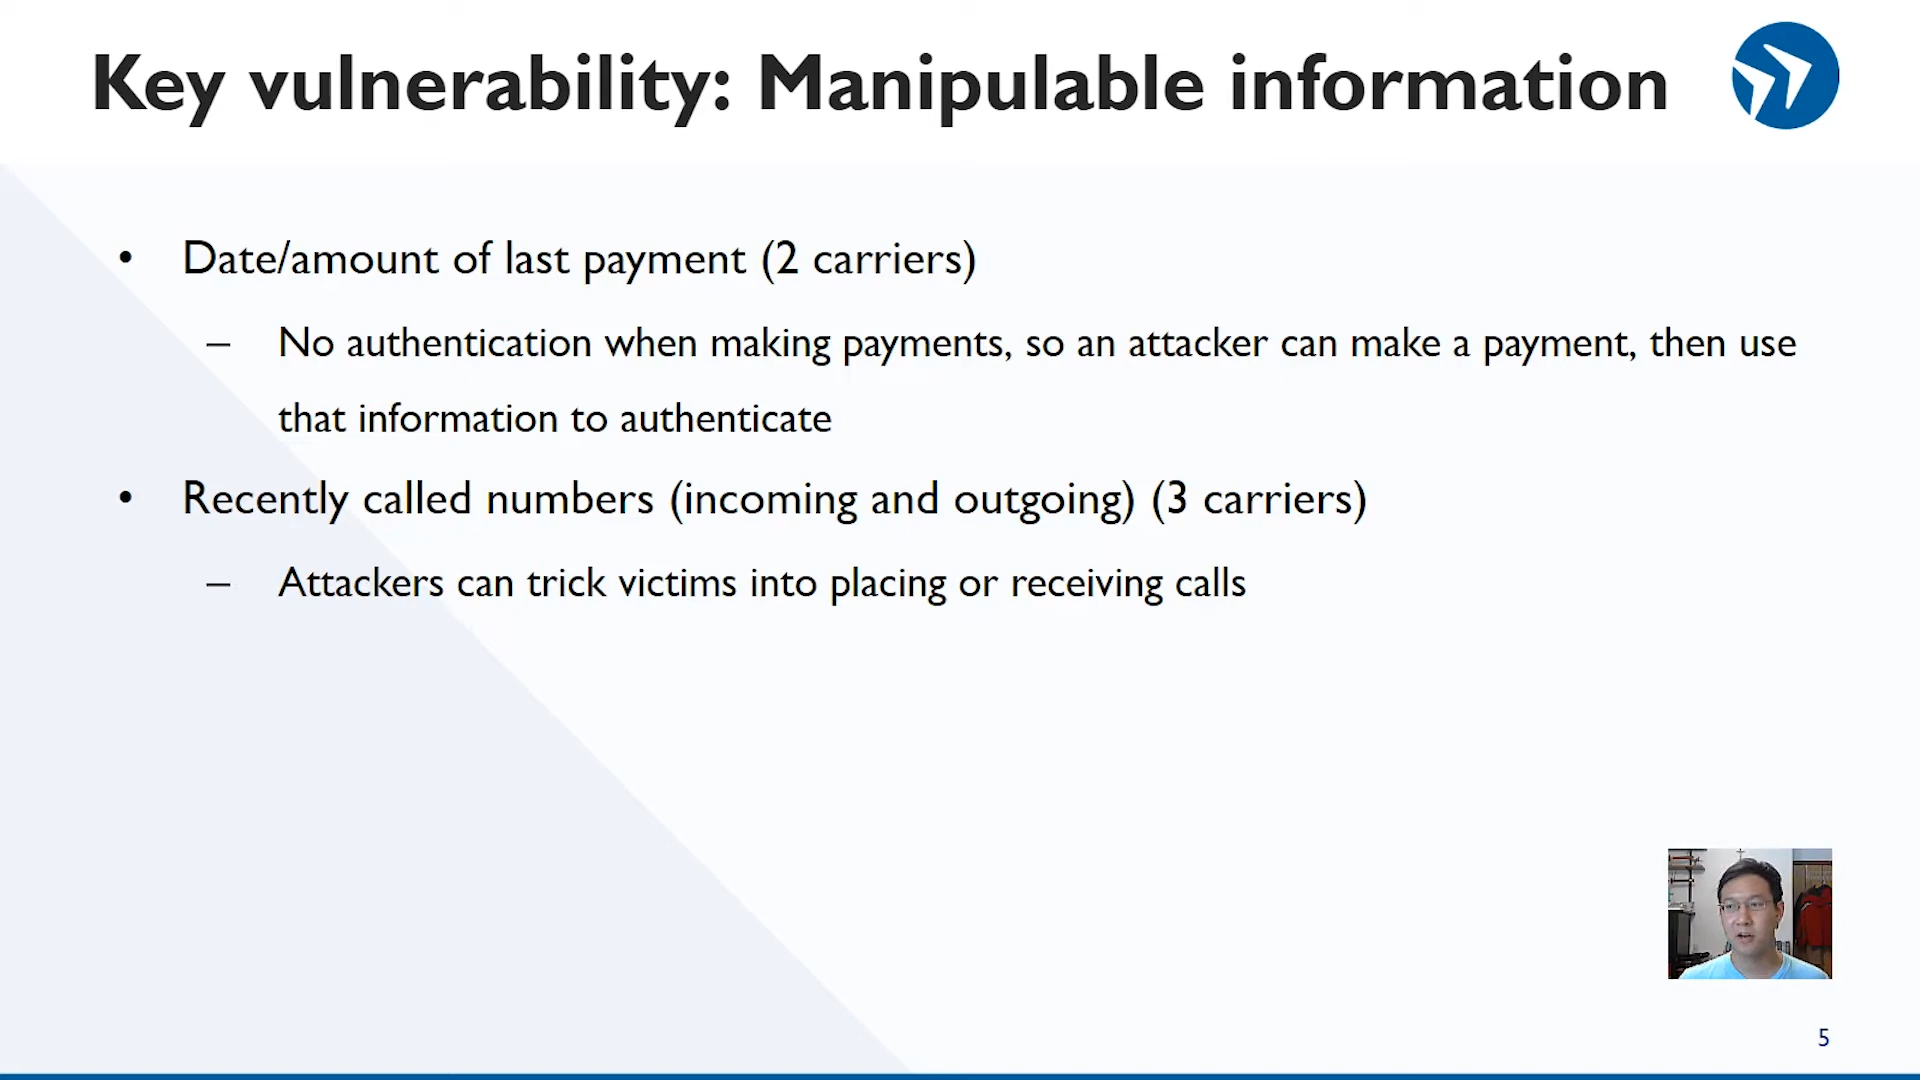 Key vulnerability: Manipulable information
• Date/amount of last payment (2 carriers)
– No authentication when making payments, so an attacker can make a payment, then use
that information to authenticate
• Recently called numbers (incoming and outgoing) (3 carriers)
– Attackers can trick victims into placing or receiving calls
5